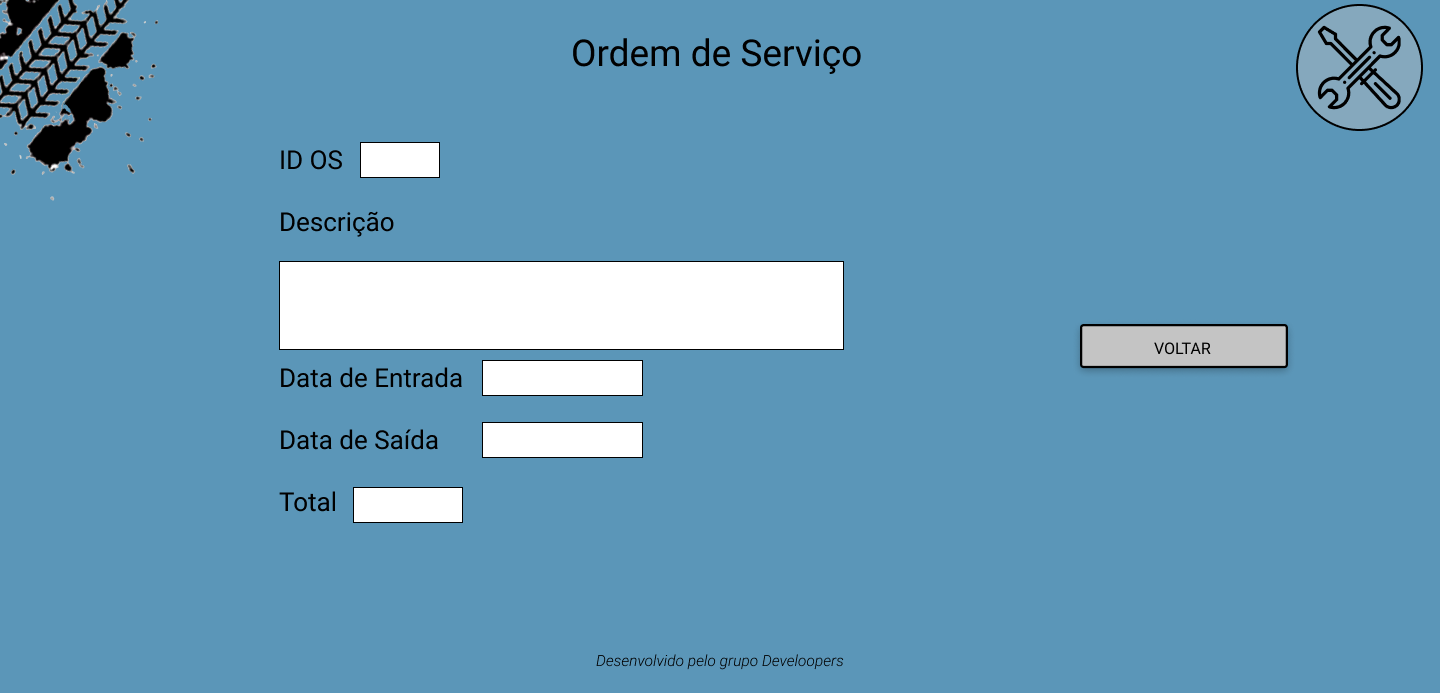 Ordem de Serviço
ID OS
Descrição
VOLTAR
Data de Entrada
Data de Saída
Total
Desenvolvido pelo grupo Develoopers